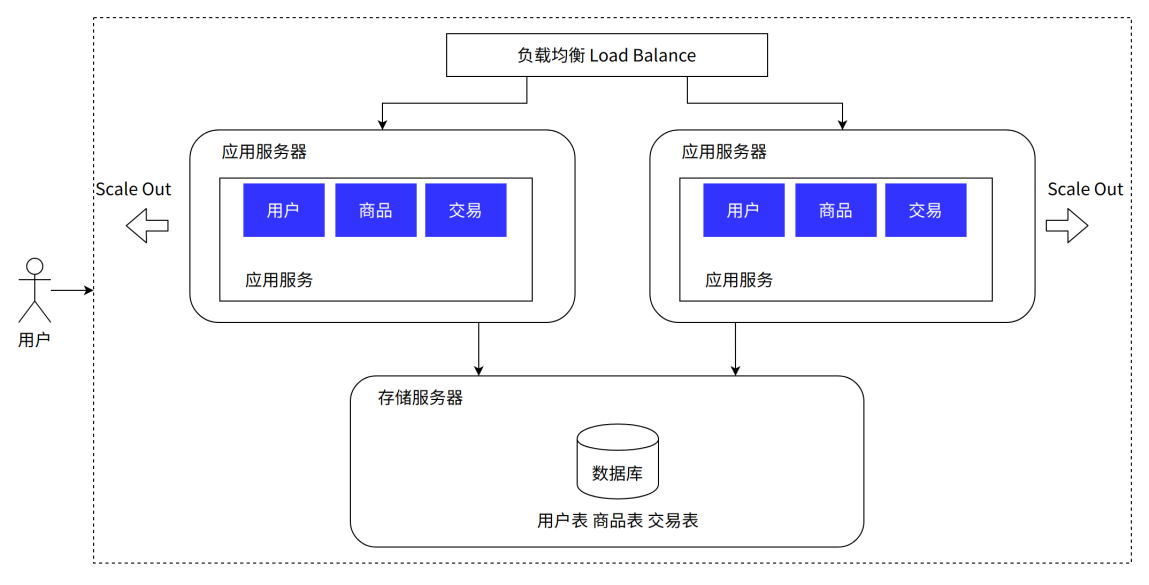 负载均衡 Load Balance
应用服务器
应用服务器
Scale Out
用户 商品 交易
用户 商品 交易
Scale Out
应用服务
应用服务
用户
存储服务器
数据库
用户表 商品表 交易表